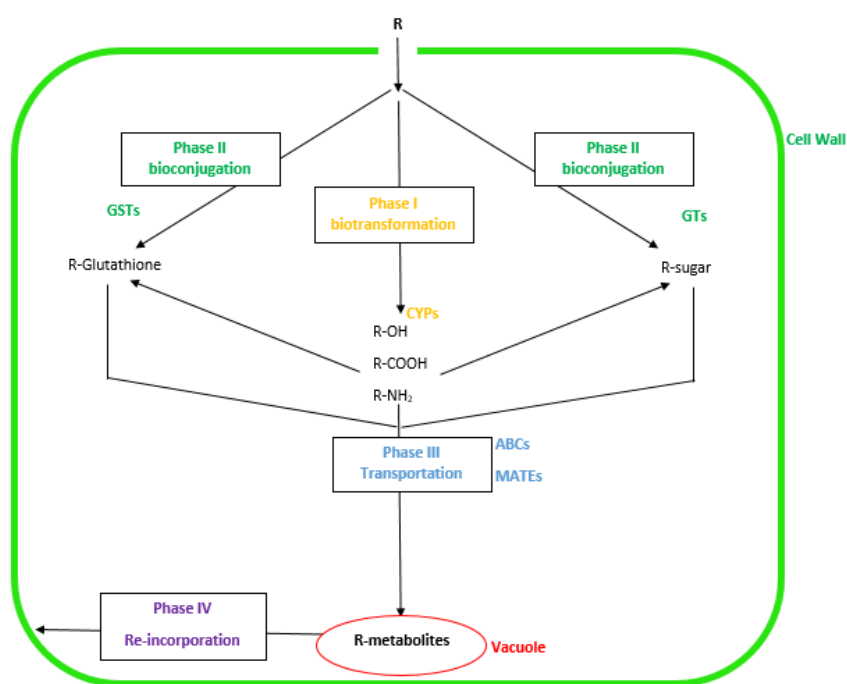 R
Cell Wall
Phase II
bioconjugation
Phase II
bioconjugation
Phase I
biotransformation
GSTs
GTs
R-Glutathione
R-sugar
CYPs
R-OH
R-COOH
R-NH₂
Phase III
Transportation
ABCs
MATEs
Phase IV
Re-incorporation
R-metabolites
Vacuole